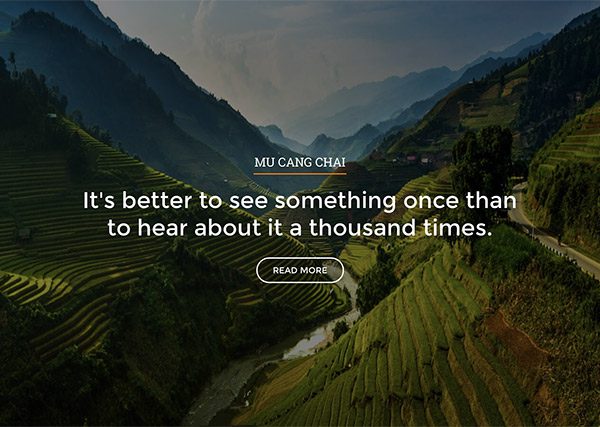 MU CANG CHAI
It's better to see something once than
to hear about it a thousand times.
READ MORE